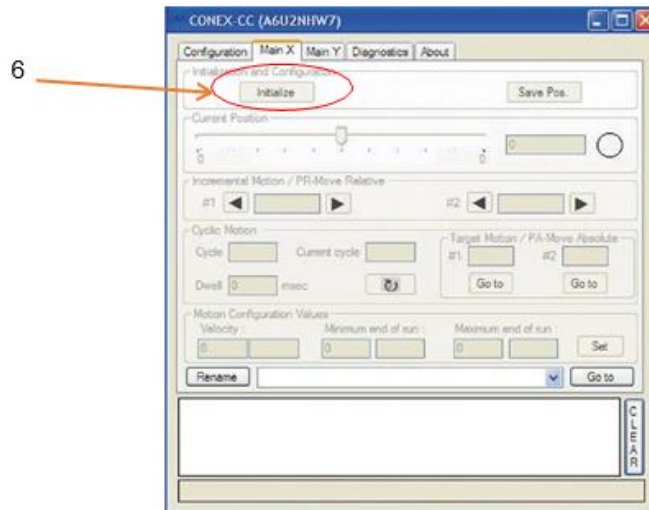 CONEX-CC (A6U2NHW7)
Configuration Main X Main Y Diagnostics About
6
Initialization and Configuration
Initialize Save Pos.
Current Position
0
0 0
Incremental Motion / PR-Move Relative
#1 #2
Cyclic Motion Target Motion / PA-Move Absolute
Cycle Current cycle #1 #2
Dwell 0 msec Go to Go to
Motion Configuration Values
Velocity : Minimum end of run : Maximum end of run :
0 0 0 Set
Rename Go to
CLEAR